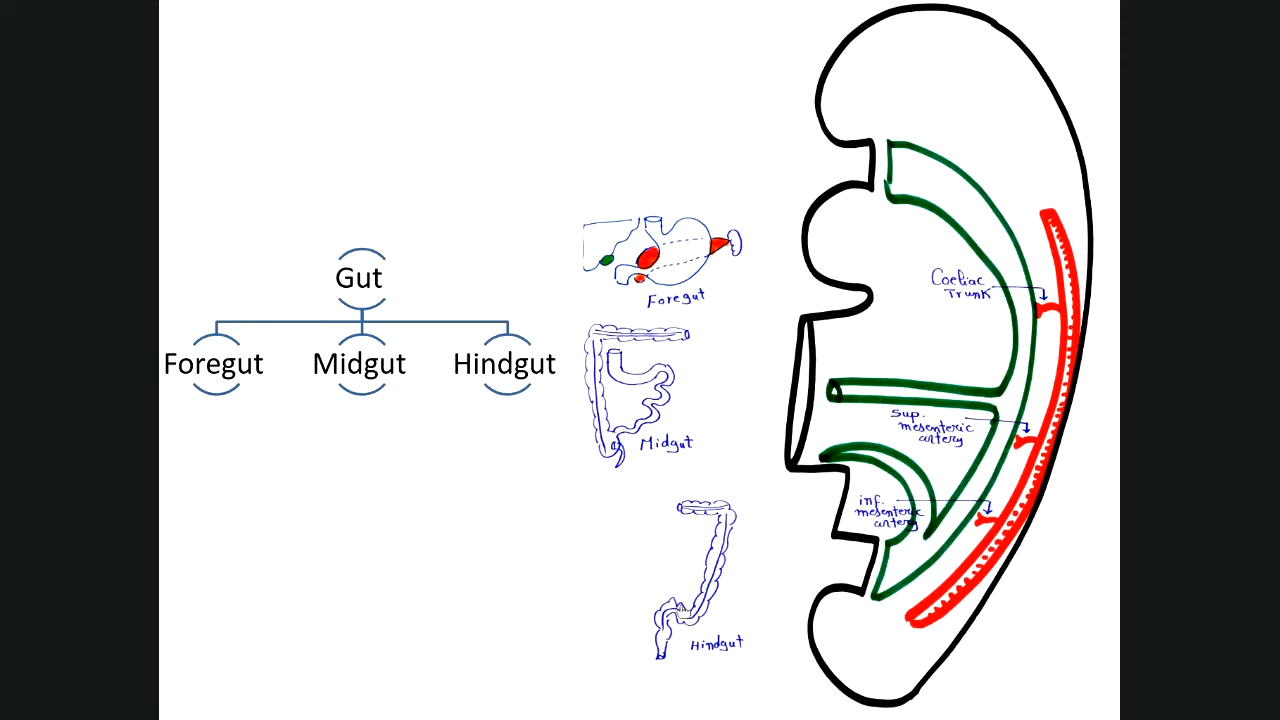 Gut
Foregut
Midgut
Hindgut
Foregut
Midgut
Hindgut
Coeliac
Trunk
Sup.
mesenteric
artery
inf.
mesenteric
artery